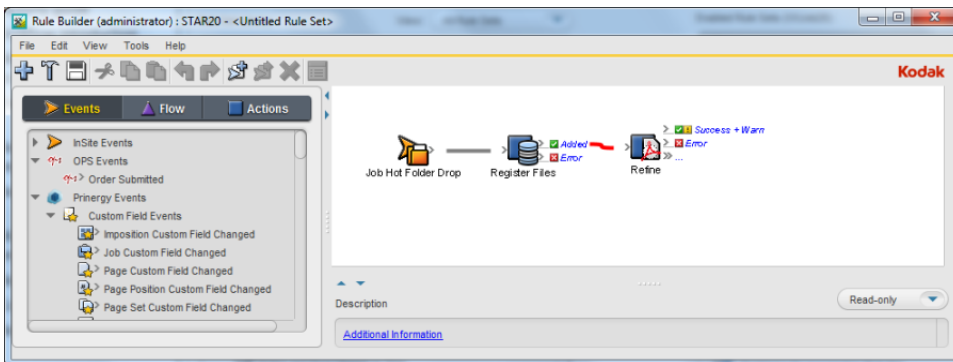 Rule Builder (administrator) : STAR20 - <Untitled Rule Set>
File Edit View Tools Help
Kodak
Events Flow Actions
InSite Events
OPS Events
Order Submitted
Prinergy Events
Custom Field Events
Imposition Custom Field Changed
Job Custom Field Changed
Page Custom Field Changed
Page Position Custom Field Changed
Page Set Custom Field Changed
Job Hot Folder Drop
Register Files
Added
Error
Refine
Success + Warn
Error
...
Description
Read-only
Additional Information